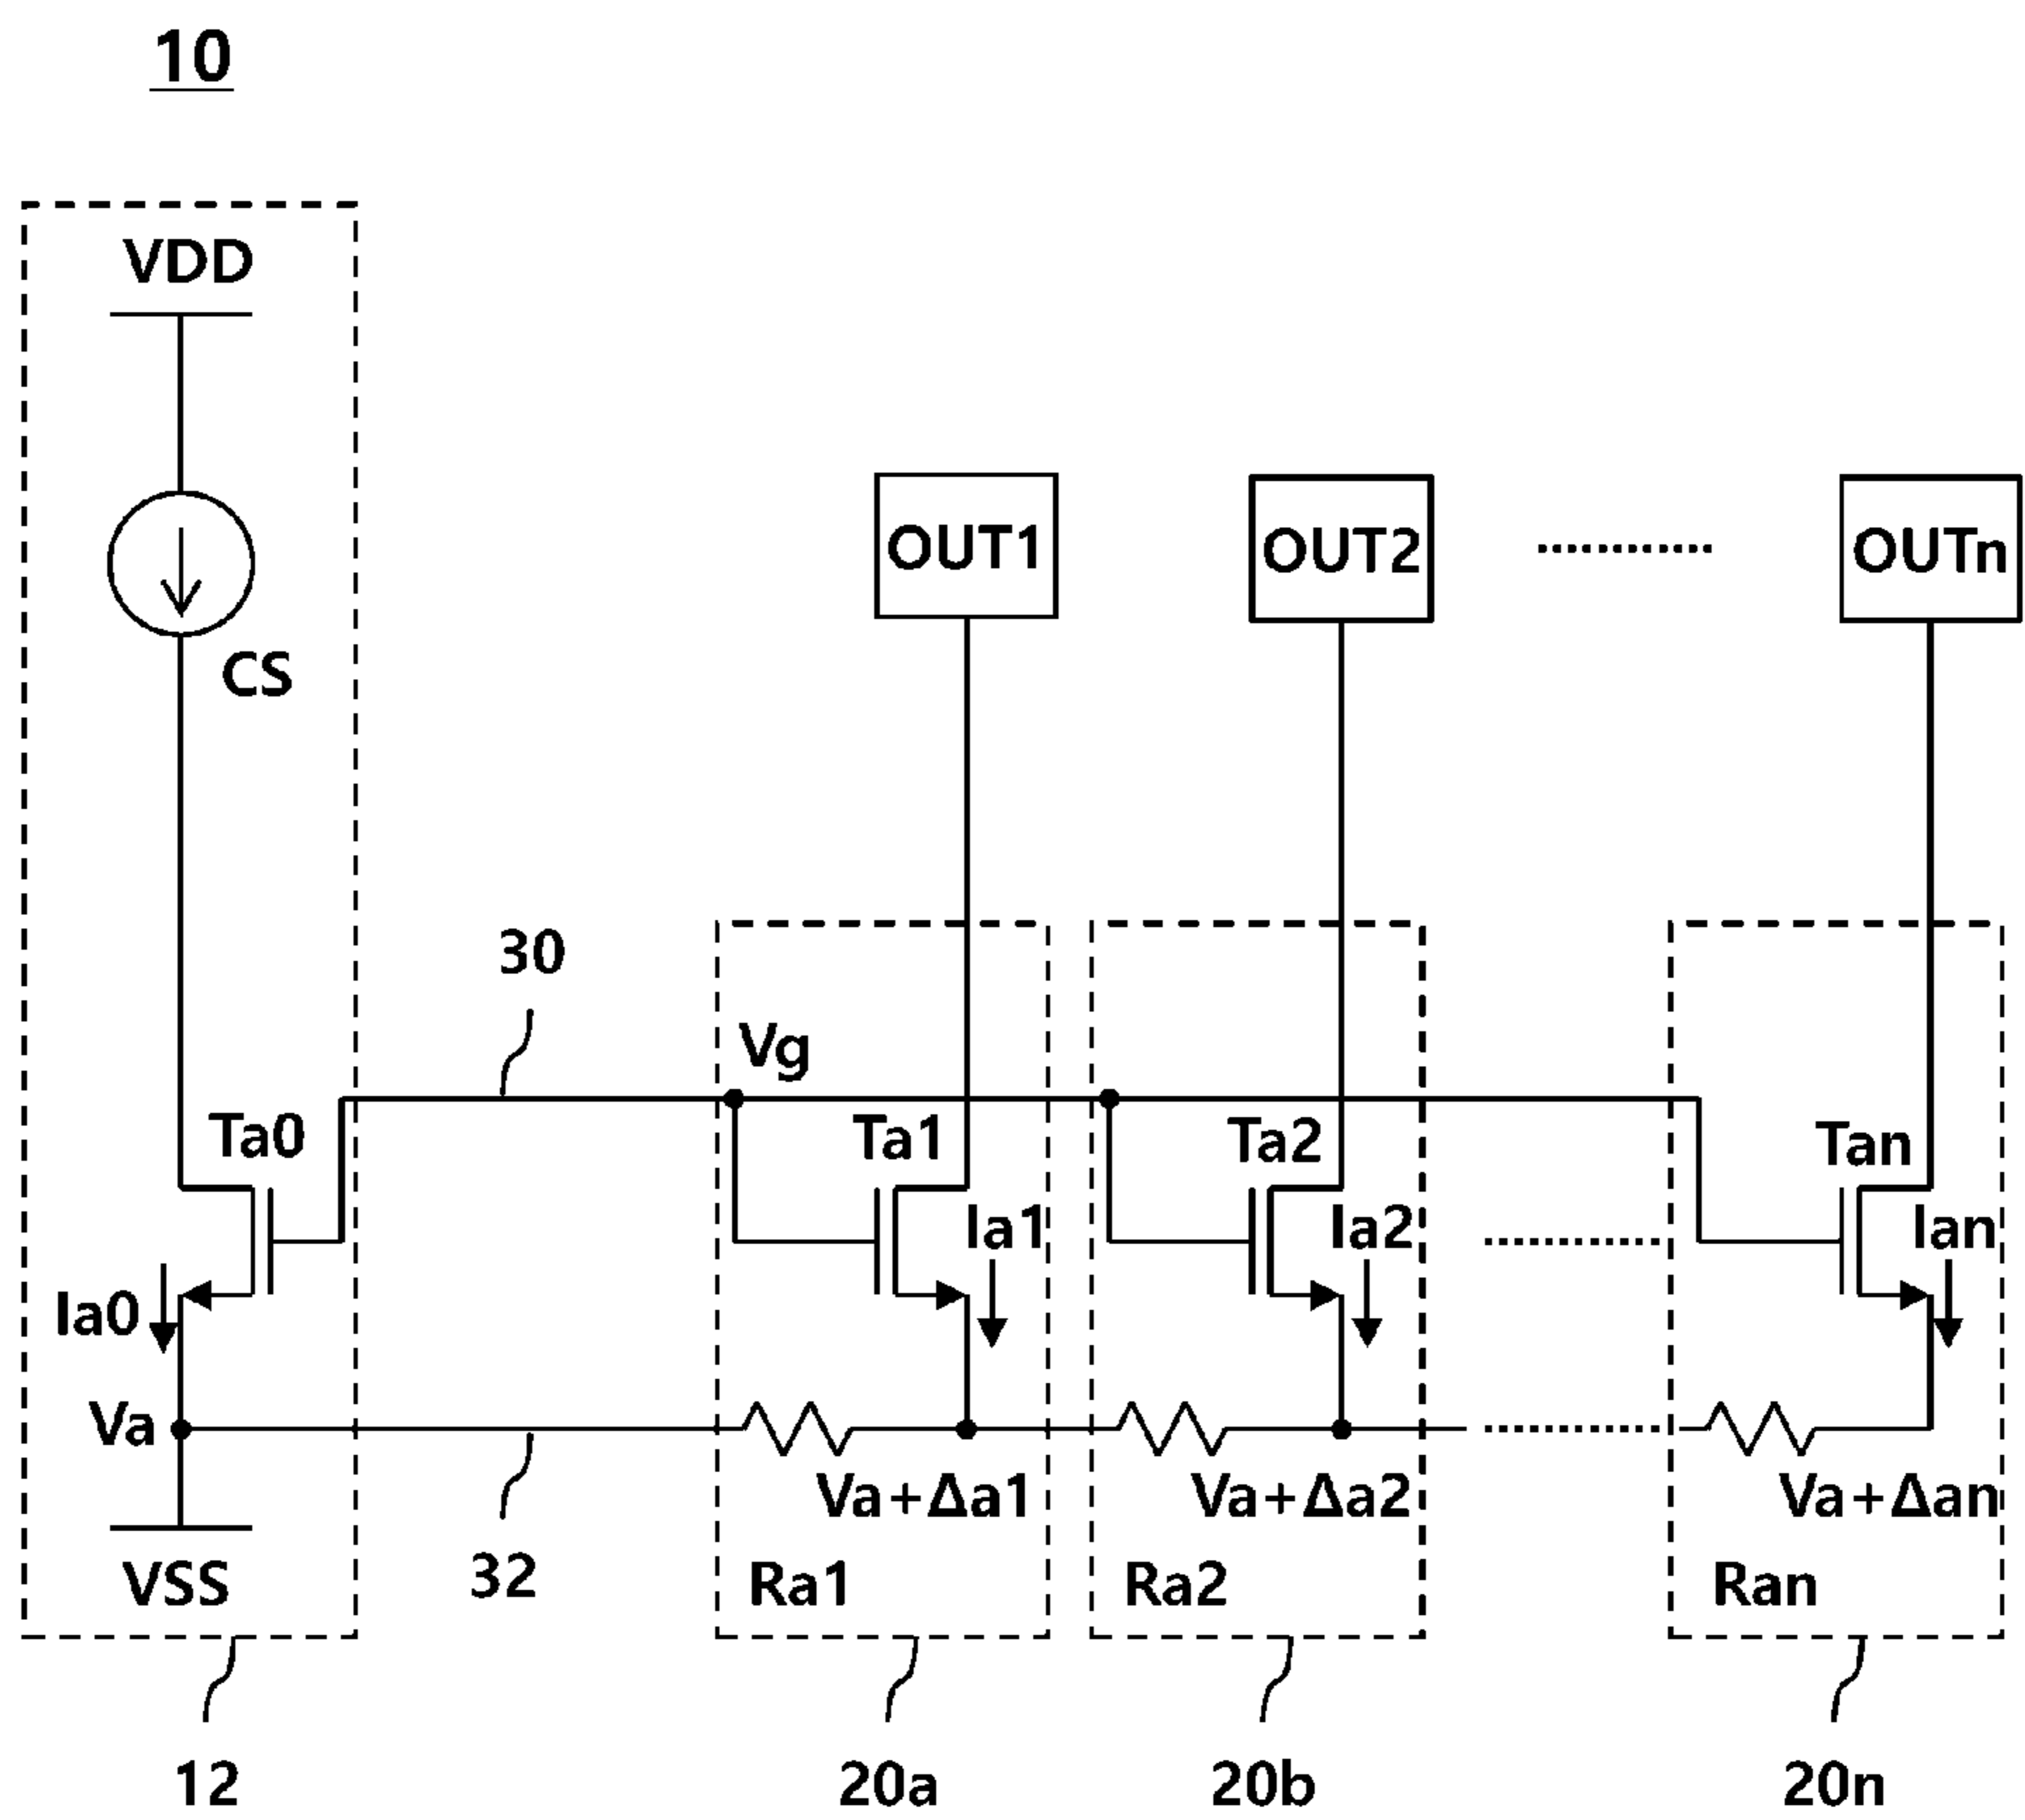 10
VDD
CS
OUT1
OUT2
OUTn
30
Vg
Ta0
Ta1
Ta2
Tan
Ia0
Ia1
Ia2
Ian
Va
Va+Δa1
Va+Δa2
Va+Δan
VSS
32
Ra1
Ra2
Ran
12
20a
20b
20n